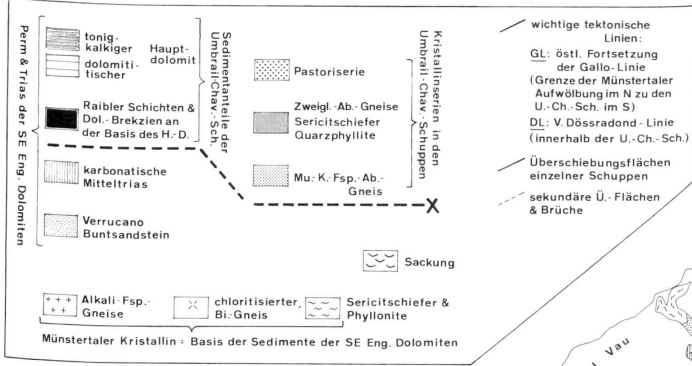 Perm & Trias der SE Eng. Dolomiten
tonig-
kalkiger
dolomiti-
tischer
Haupt-
dolomit
Raibler Schichten &
Dol.-Brekzien an
der Basis des H.-D.
karbonatische
Mitteltrias
Verrucano
Buntsandstein
Sedimentanteile der
Umbrail-Chav.-Sch.
Pastoriserie
Zweigl.-Ab.-Gneise
Sericitschiefer
Quarzphyllite
Mu.-K.-Fsp.-Ab.-
Gneis
Kristallinserien in den
Umbrail-Chav.-
Schuppen
X
Sackung
Alkali-Fsp.-
Gneise
chloritisierter
Bi.-Gneis
Sericitschiefer &
Phyllonite
Münstertaler Kristallin = Basis der Sedimente der SE Eng. Dolomiten
wichtige tektonische
Linien:
GL: östl. Fortsetzung
der Gallo-Linie
(Grenze der Münstertaler
Aufwölbung im N zu den
U.-Ch.-Sch. im S)
DL: V. Dössradond-Linie
(innerhalb der U.-Ch.-Sch.)
Überschiebungsflächen
einzelner Schuppen
sekundäre Ü.-Flächen
& Brüche
Vau